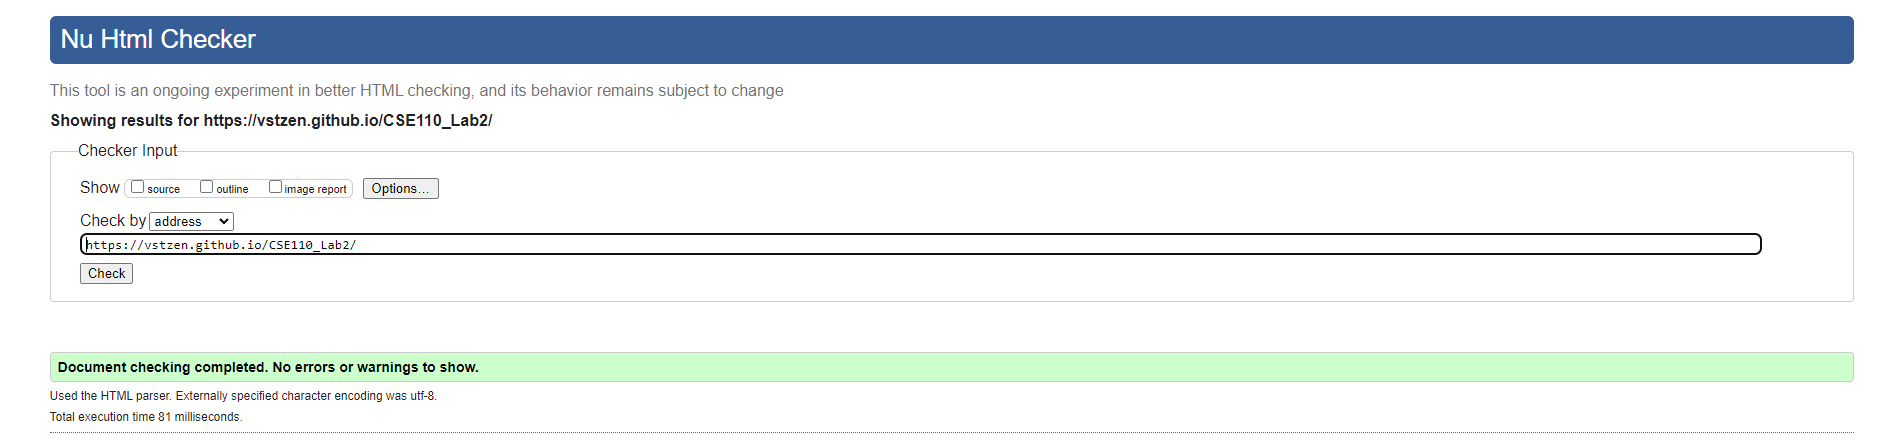 Nu Html Checker
This tool is an ongoing experiment in better HTML checking, and its behavior remains subject to change
Showing results for https://vstzen.github.io/CSE110_Lab2/
Checker Input
Show source outline image report Options...
Check by address
https://vstzen.github.io/CSE110_Lab2/
Check
Document checking completed. No errors or warnings to show.
Used the HTML parser. Externally specified character encoding was utf-8.
Total execution time 81 milliseconds.